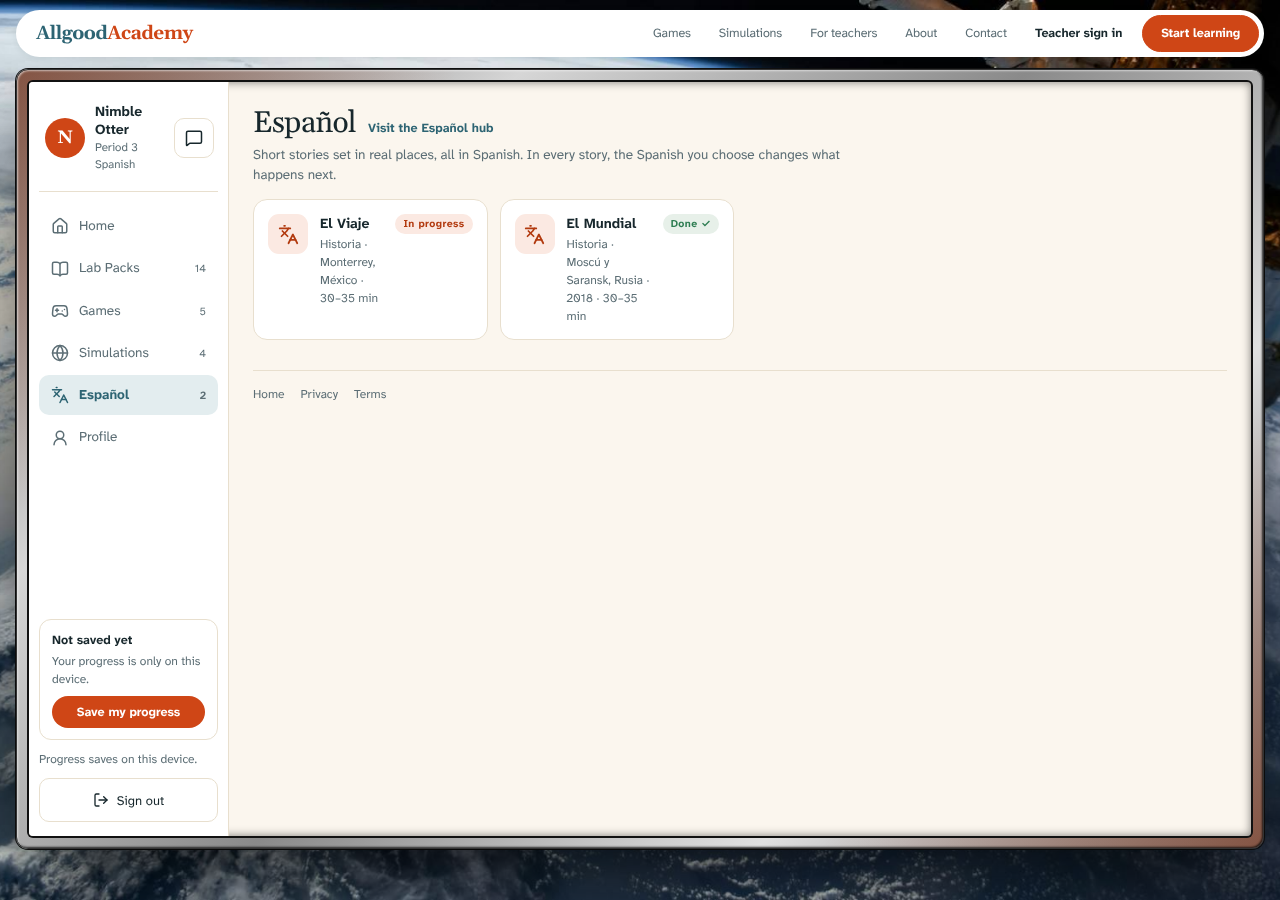 AllgoodAcademy
Games
Simulations
For teachers
About
Contact
Teacher sign in
Start learning
N
Nimble
Otter
Period 3
Spanish
Home
Lab Packs 14
Games 5
Simulations 4
Español 2
Profile
Not saved yet
Your progress is only on this
device.
Save my progress
Progress saves on this device.
Sign out
Español Visit the Español hub
Short stories set in real places, all in Spanish. In every story, the Spanish you choose changes what
happens next.
El Viaje In progress
Historia ·
Monterrey,
México ·
30–35 min
El Mundial Done ✓
Historia ·
Moscú y
Saransk, Rusia ·
2018 · 30–35
min
Home Privacy Terms